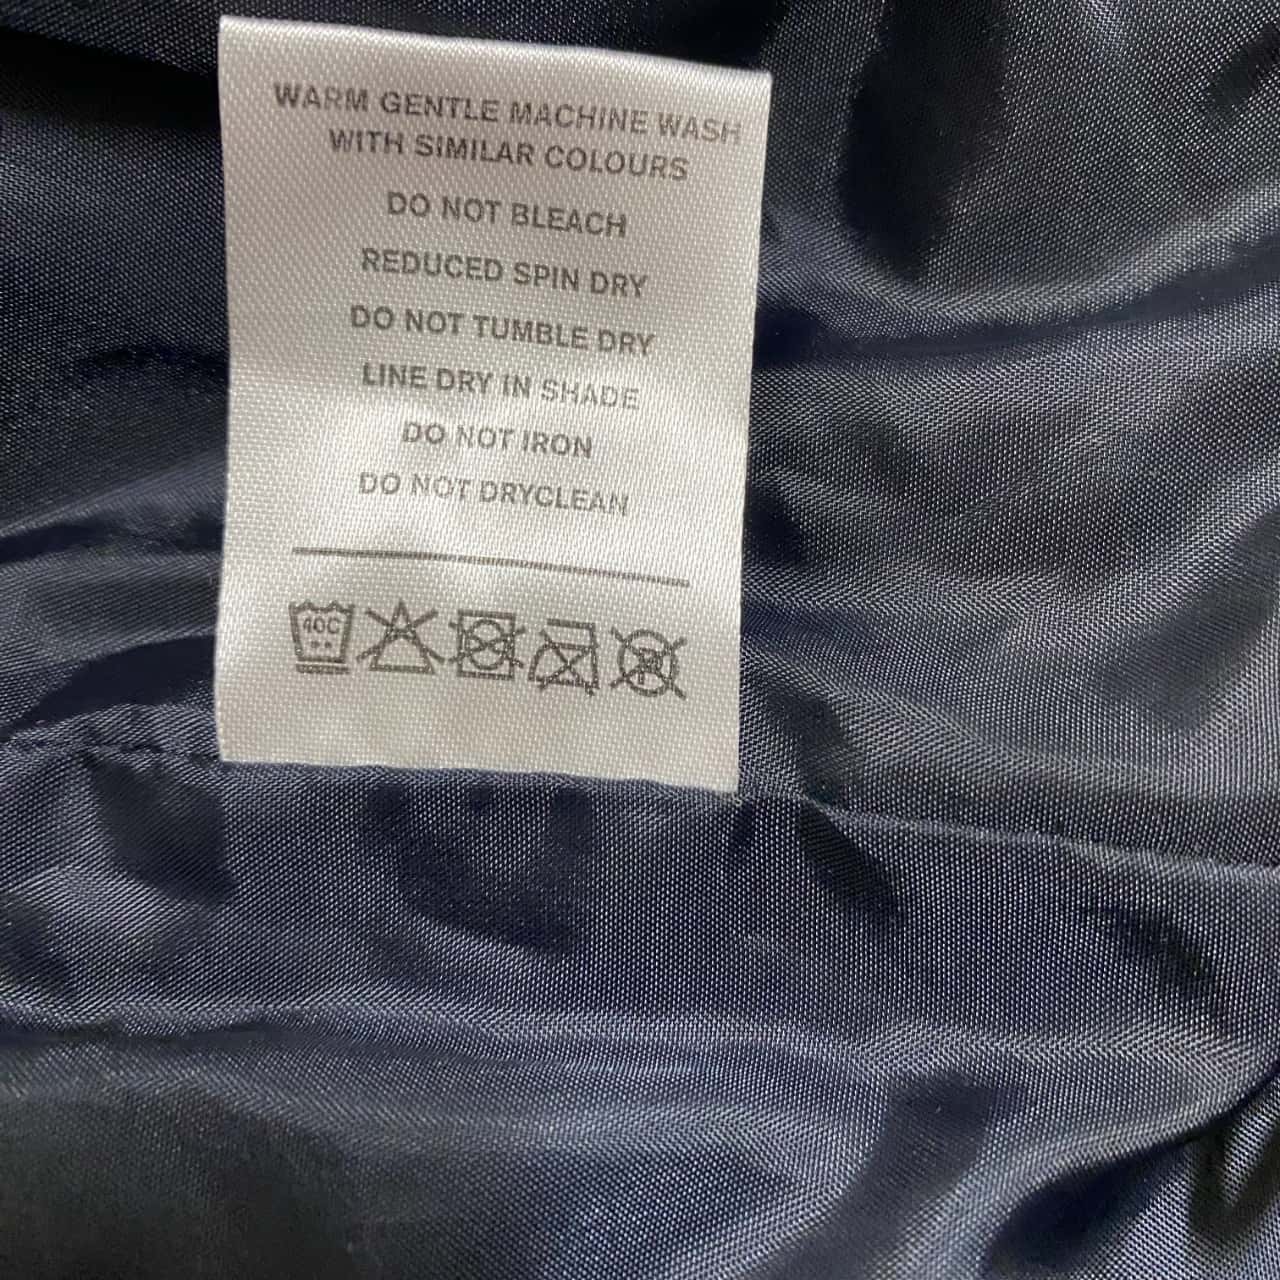 WARM GENTLE MACHINE WASH
WITH SIMILAR COLOURS
DO NOT BLEACH
REDUCED SPIN DRY
DO NOT TUMBLE DRY
LINE DRY IN SHADE
DO NOT IRON
DO NOT DRYCLEAN
40C P